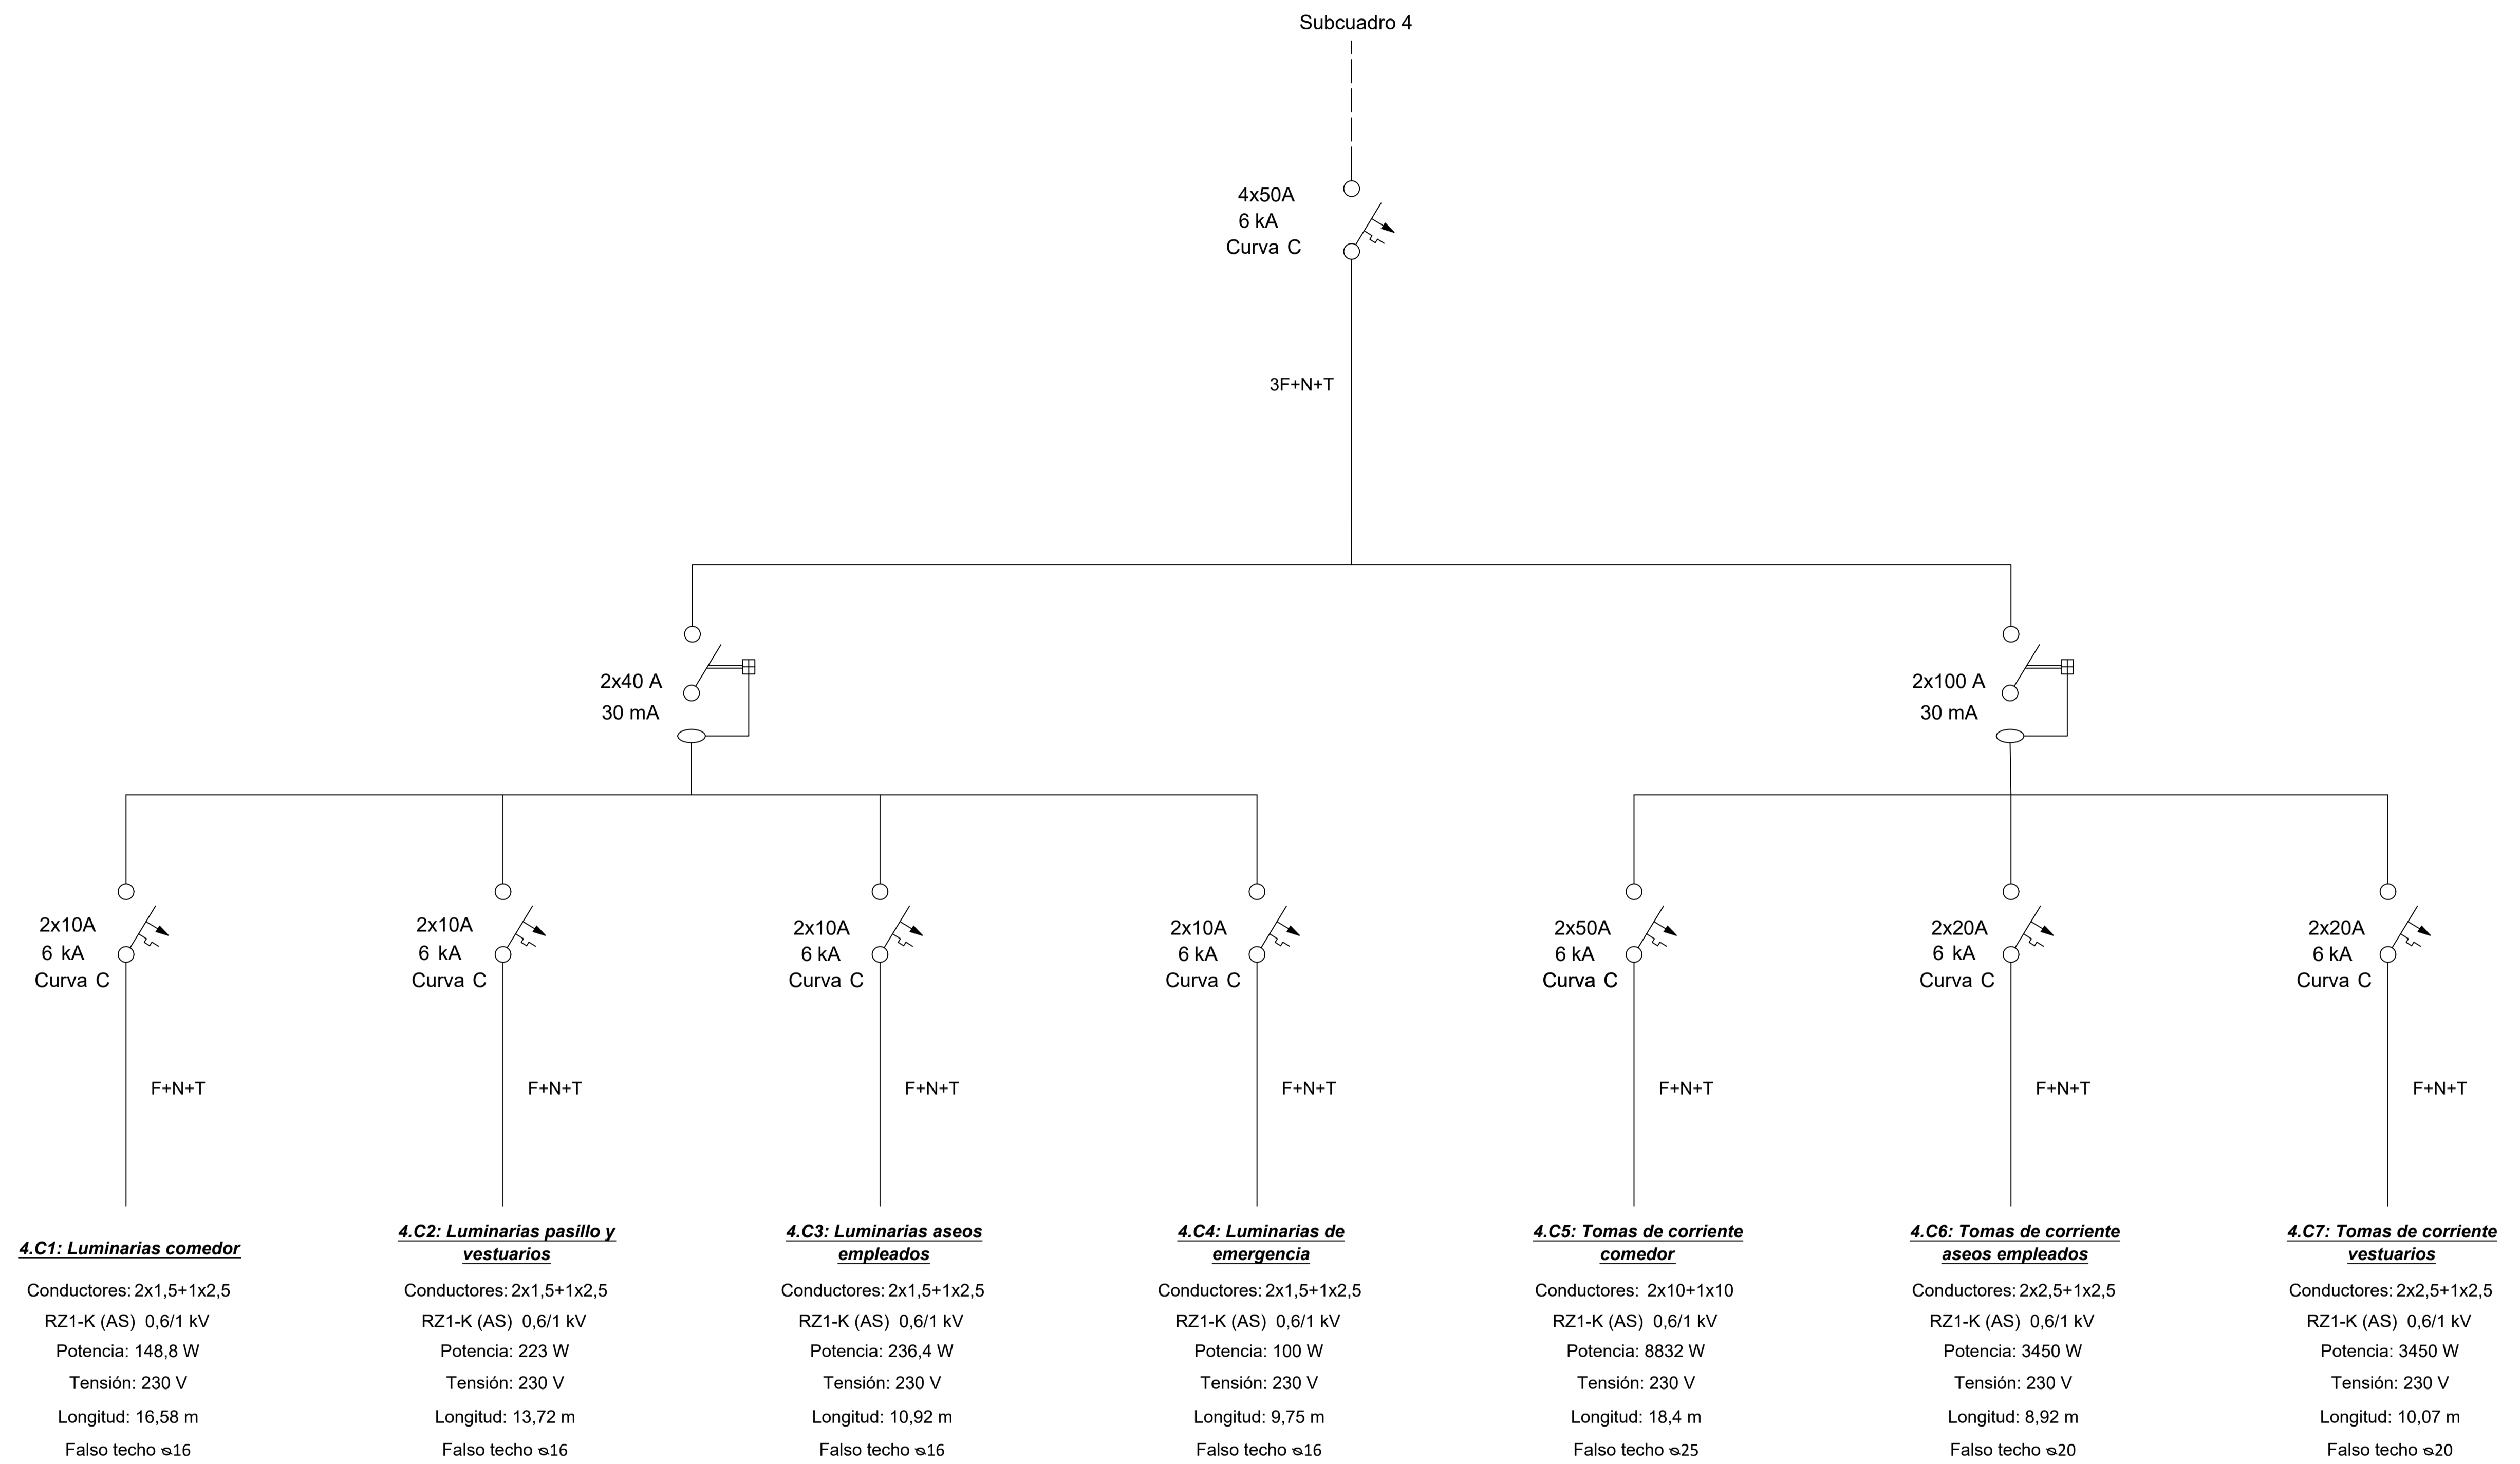 Subcuadro 4
4x50A
6 kA
Curva C
3F+N+T
2x40 A
30 mA
2x100 A
30 mA
2x10A
6 kA
Curva C
F+N+T
2x10A
6 kA
Curva C
F+N+T
2x10A
6 kA
Curva C
F+N+T
2x10A
6 kA
Curva C
F+N+T
2x50A
6 kA
Curva C
F+N+T
2x20A
6 kA
Curva C
F+N+T
2x20A
6 kA
Curva C
F+N+T
4.C1: Luminarias comedor
Conductores: 2x1,5+1x2,5
RZ1-K (AS) 0,6/1 kV
Potencia: 148,8 W
Tensión: 230 V
Longitud: 16,58 m
Falso techo ⌀16
4.C2: Luminarias pasillo y
vestuarios
Conductores: 2x1,5+1x2,5
RZ1-K (AS) 0,6/1 kV
Potencia: 223 W
Tensión: 230 V
Longitud: 13,72 m
Falso techo ⌀16
4.C3: Luminarias aseos
empleados
Conductores: 2x1,5+1x2,5
RZ1-K (AS) 0,6/1 kV
Potencia: 236,4 W
Tensión: 230 V
Longitud: 10,92 m
Falso techo ⌀16
4.C4: Luminarias de
emergencia
Conductores: 2x1,5+1x2,5
RZ1-K (AS) 0,6/1 kV
Potencia: 100 W
Tensión: 230 V
Longitud: 9,75 m
Falso techo ⌀16
4.C5: Tomas de corriente
comedor
Conductores: 2x10+1x10
RZ1-K (AS) 0,6/1 kV
Potencia: 8832 W
Tensión: 230 V
Longitud: 18,4 m
Falso techo ⌀25
4.C6: Tomas de corriente
aseos empleados
Conductores: 2x2,5+1x2,5
RZ1-K (AS) 0,6/1 kV
Potencia: 3450 W
Tensión: 230 V
Longitud: 8,92 m
Falso techo ⌀20
4.C7: Tomas de corriente
vestuarios
Conductores: 2x2,5+1x2,5
RZ1-K (AS) 0,6/1 kV
Potencia: 3450 W
Tensión: 230 V
Longitud: 10,07 m
Falso techo ⌀20